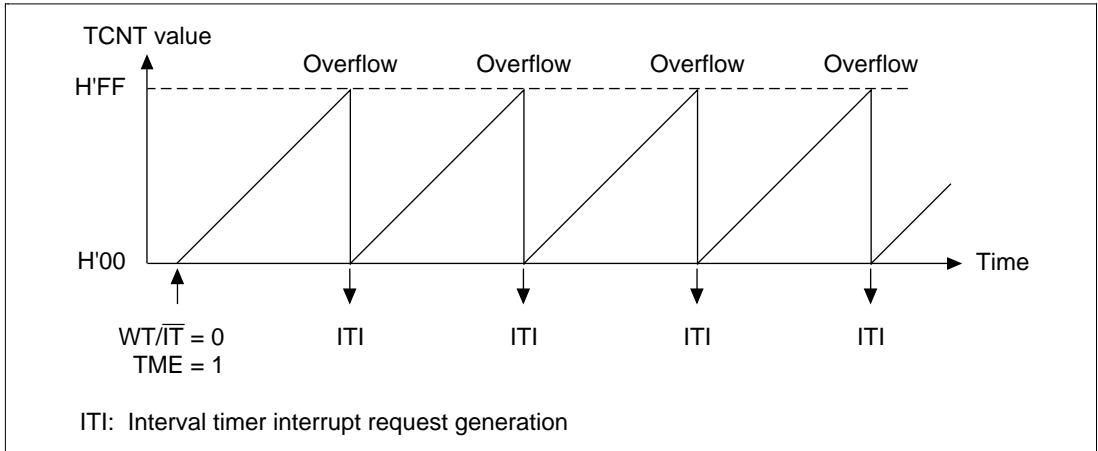 TCNT value
Overflow Overflow Overflow Overflow
H'FF
H'00
Time
WT/I̅T̅ = 0
TME = 1
ITI ITI ITI ITI
ITI: Interval timer interrupt request generation